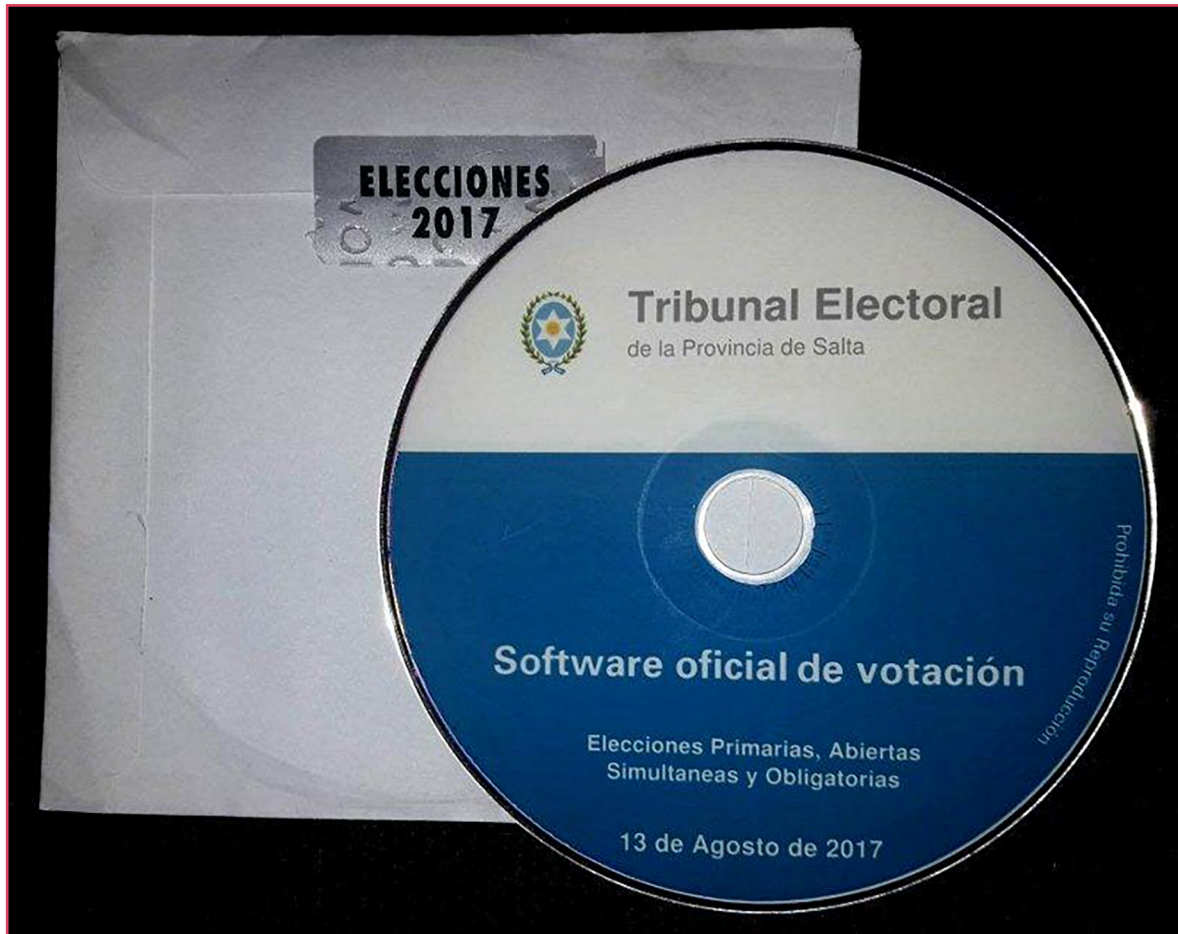 ELECCIONES
2017
Tribunal Electoral
de la Provincia de Salta
Software oficial de votación
Elecciones Primarias, Abiertas
Simultaneas y Obligatorias
13 de Agosto de 2017
Prohibida su Reproducción